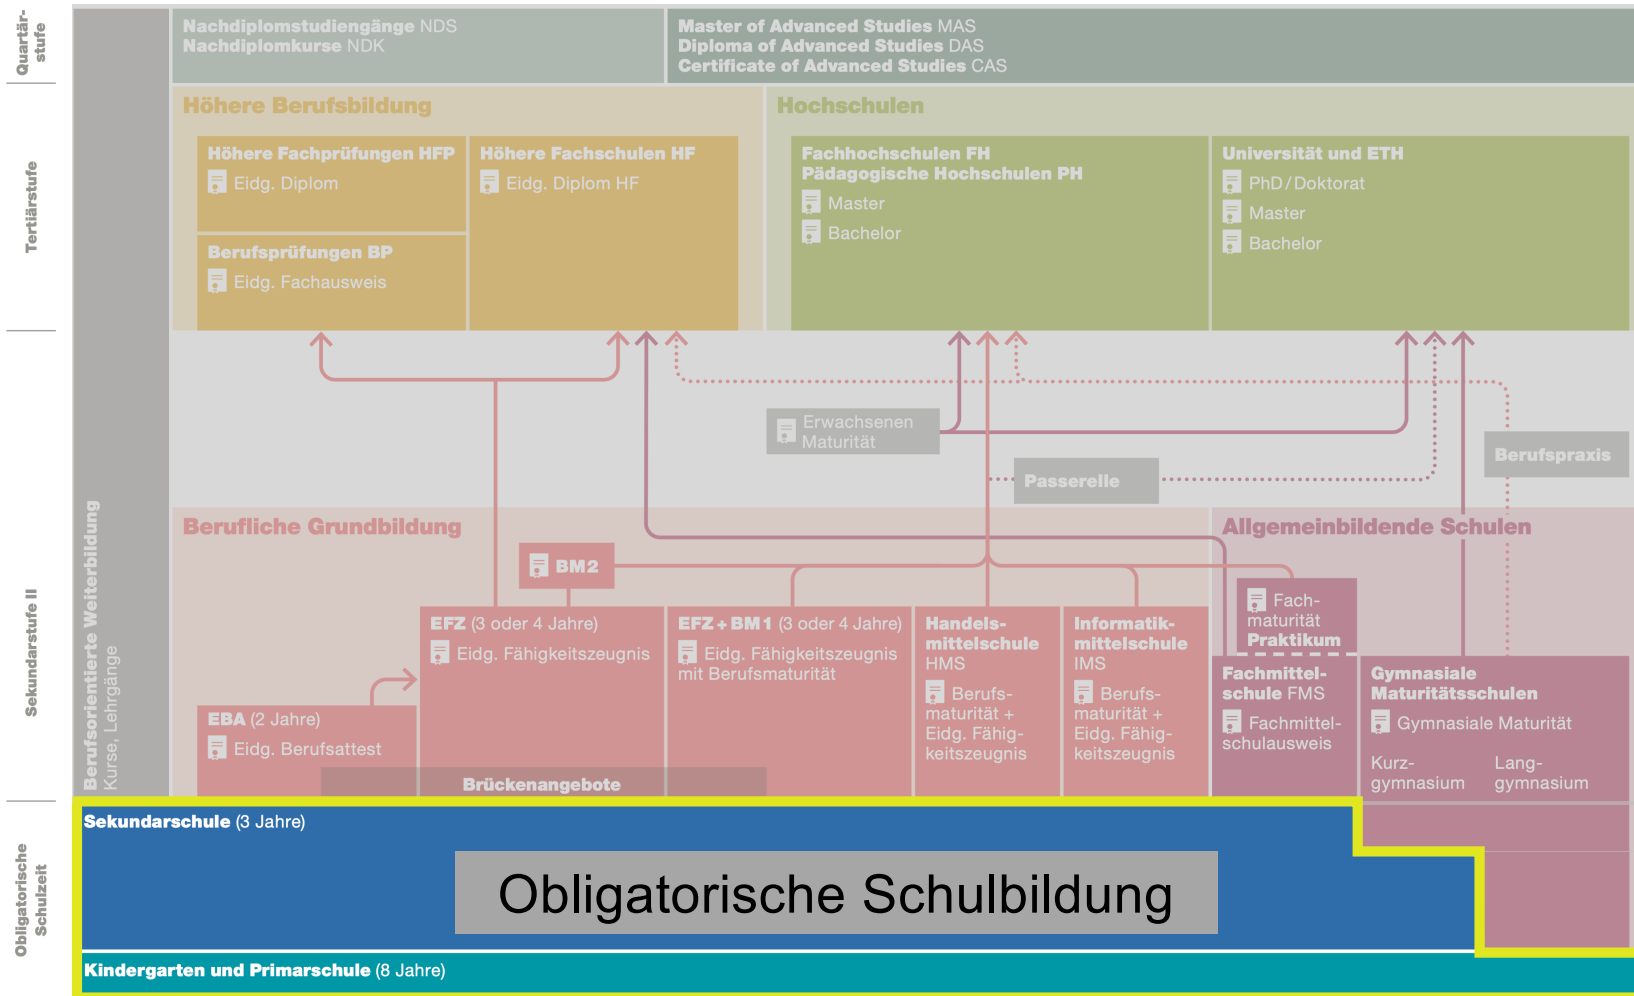 Quartär-
stufe
Nachdiplomstudiengänge NDS
Nachdiplomkurse NDK
Master of Advanced Studies MAS
Diploma of Advanced Studies DAS
Certificate of Advanced Studies CAS
Tertiärstufe
Höhere Berufsbildung
Höhere Fachprüfungen HFP
Eidg. Diplom
Berufsprüfungen BP
Eidg. Fachausweis
Höhere Fachschulen HF
Eidg. Diplom HF
Hochschulen
Fachhochschulen FH
Pädagogische Hochschulen PH
Master
Bachelor
Universität und ETH
PhD/Doktorat
Master
Bachelor
Erwachsenen
Maturität
Passerelle
Berufspraxis
Sekundarstufe II
Berufsorientierte Weiterbildung
Kurse, Lehrgänge
Berufliche Grundbildung
BM2
EBA (2 Jahre)
Eidg. Berufsattest
EFZ (3 oder 4 Jahre)
Eidg. Fähigkeitszeugnis
EFZ + BM1 (3 oder 4 Jahre)
Eidg. Fähigkeitszeugnis
mit Berufsmaturität
Handels-
mittelschule
HMS
Berufs-
maturität +
Eidg. Fähig-
keitszeugnis
Informatik-
mittelschule
IMS
Berufs-
maturität +
Eidg. Fähig-
keitszeugnis
Brückenangebote
Allgemeinbildende Schulen
Fach-
maturität
Praktikum
Fachmittel-
schule FMS
Fachmittel-
schulausweis
Gymnasiale
Maturitätsschulen
Gymnasiale Maturität
Kurz-
gymnasium
Lang-
gymnasium
Obligatorische
Schulzeit
Sekundarschule (3 Jahre)
Obligatorische Schulbildung
Kindergarten und Primarschule (8 Jahre)